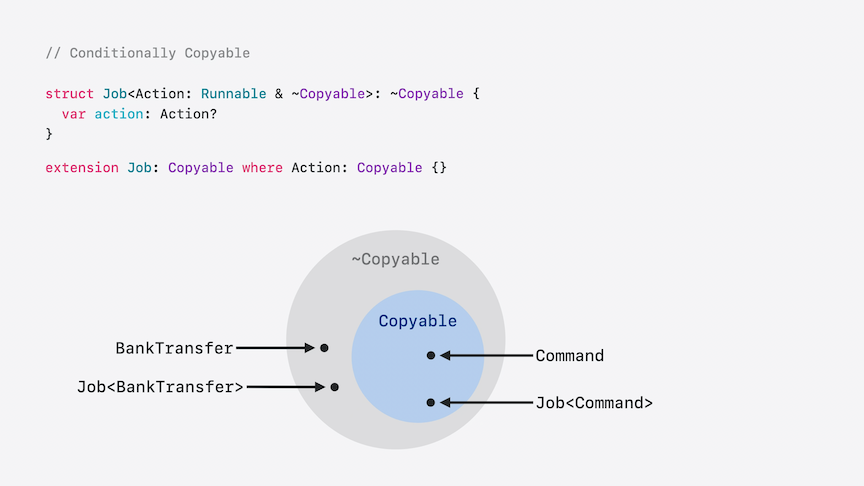 // Conditionally Copyable
struct Job<Action: Runnable & ~Copyable>: ~Copyable {
  var action: Action?
}
extension Job: Copyable where Action: Copyable {}
~Copyable
Copyable
BankTransfer
Command
Job<BankTransfer>
Job<Command>